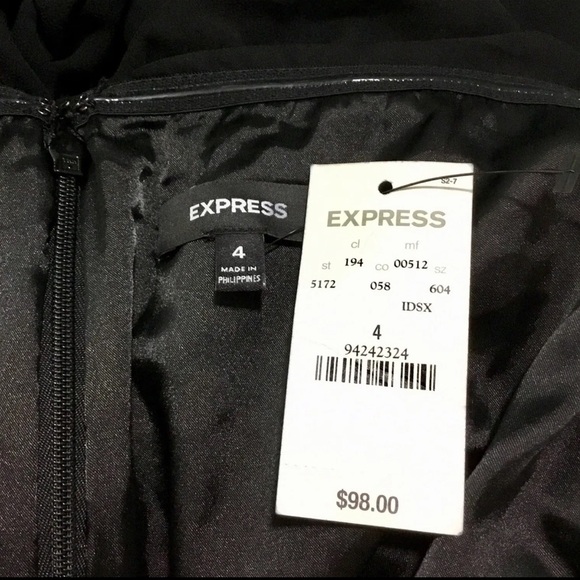 EXPRESS
4
MADE IN
PHILIPPINES
52-7
EXPRESS
cl mf
st 194 co 00512 sz
5172 058 604
IDSX
4
94242324
$98.00